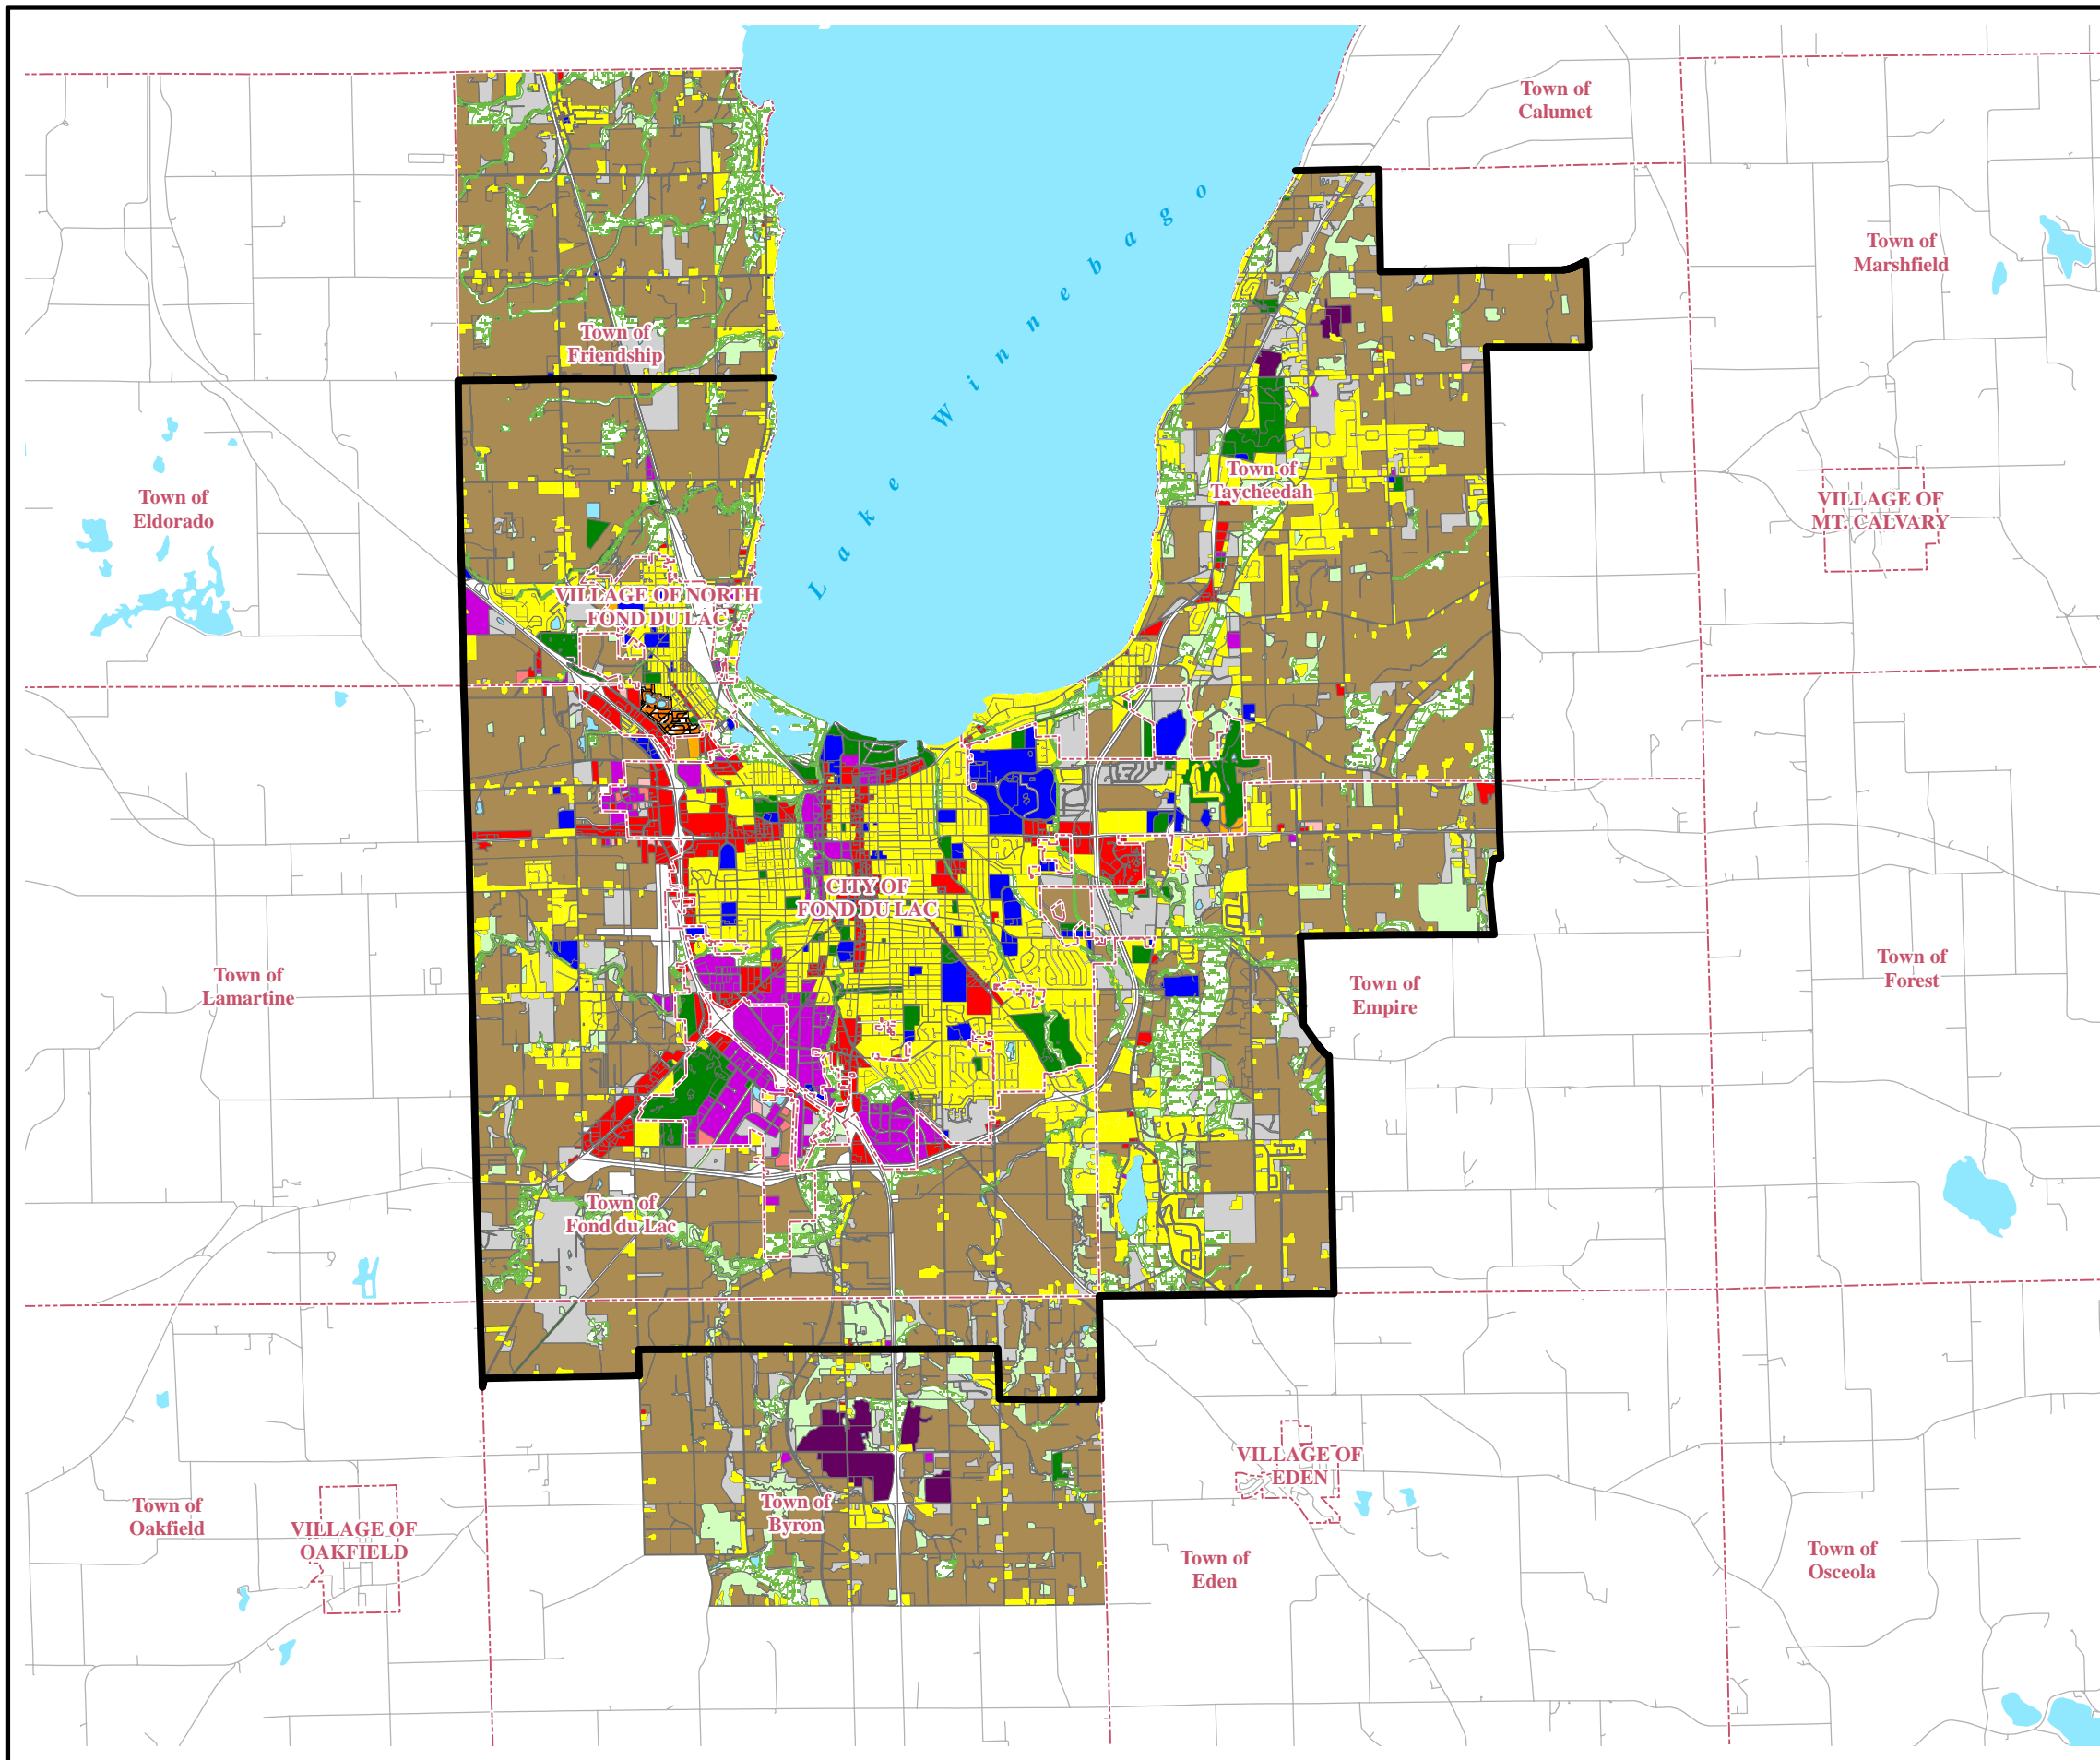 Town of
Calumet
Town of
Marshfield
Lake Winnebago
Town of
Friendship
Town of
Eldorado
Town of
Taycheedah
VILLAGE OF
MT. CALVARY
VILLAGE OF NORTH
FOND DU LAC
CITY OF
FOND DU LAC
Town of
Lamartine
Town of
Empire
Town of
Forest
Town of
Fond du Lac
VILLAGE OF
EDEN
Town of
Oakfield
VILLAGE OF
OAKFIELD
Town of
Byron
Town of
Eden
Town of
Osceola